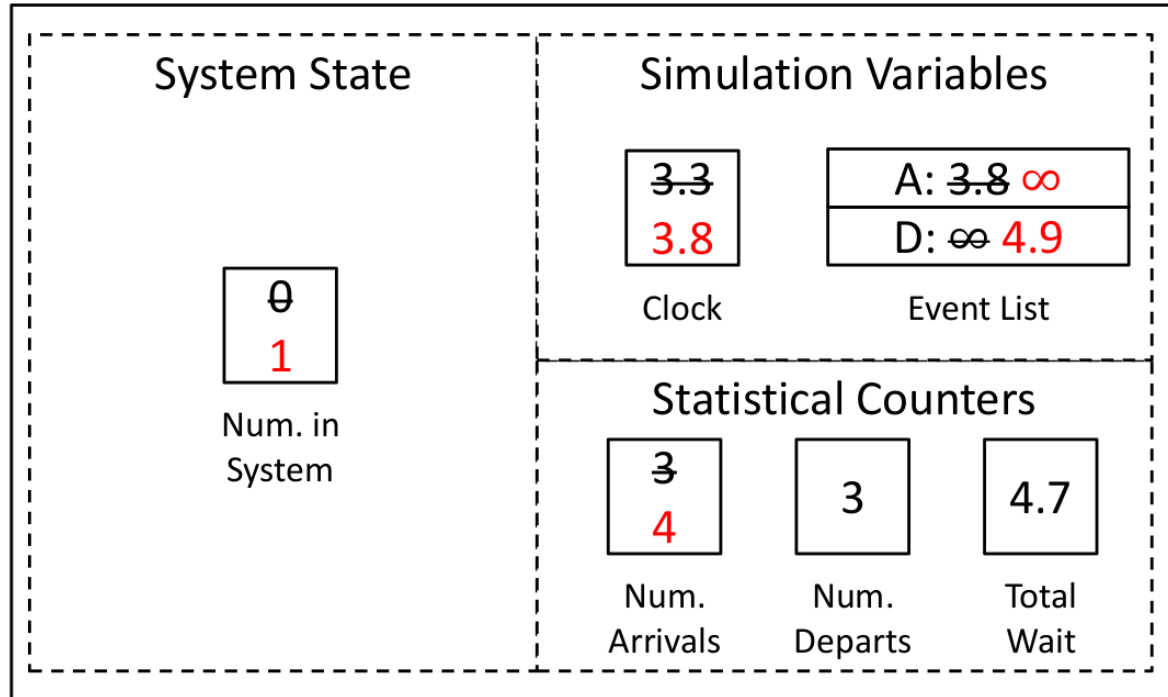 System State
0
1
Num. in
System
Simulation Variables
3.3
3.8
Clock
A: 3.8 ∞
D: ∞ 4.9
Event List
Statistical Counters
3
4
Num.
Arrivals
3
Num.
Departs
4.7
Total
Wait